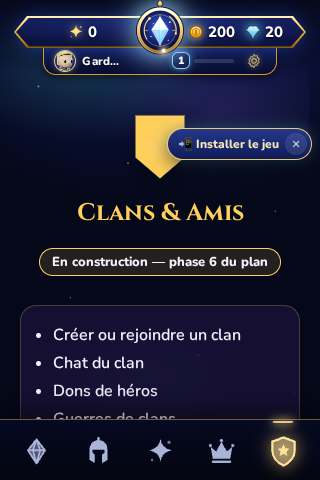 0
200
20
Gard...
1
Installer le jeu
Clans & Amis
En construction — phase 6 du plan
Créer ou rejoindre un clan
Chat du clan
Dons de héros
Guerres de clans